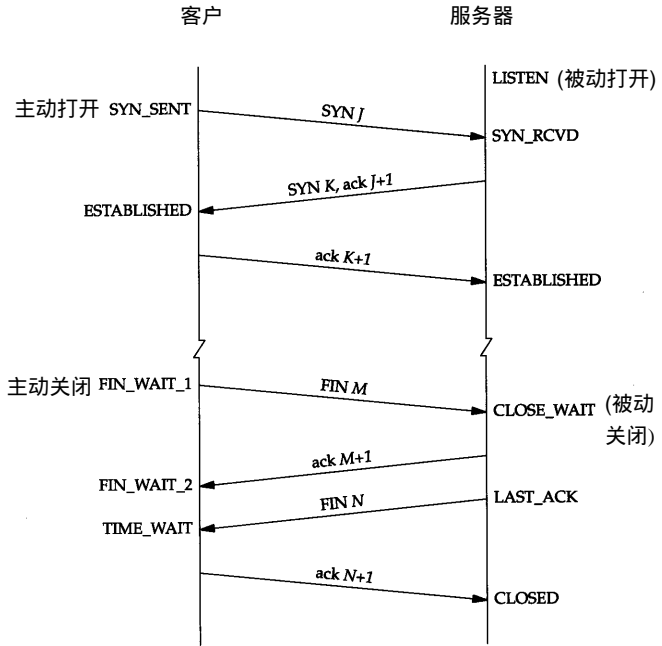 客户
服务器
LISTEN (被动打开)
主动打开 SYN_SENT
SYN J
SYN_RCVD
SYN K, ack J+1
ESTABLISHED
ack K+1
ESTABLISHED
主动关闭 FIN_WAIT_1
FIN M
CLOSE_WAIT (被动
关闭)
ack M+1
FIN_WAIT_2
FIN N
LAST_ACK
TIME_WAIT
ack N+1
CLOSED